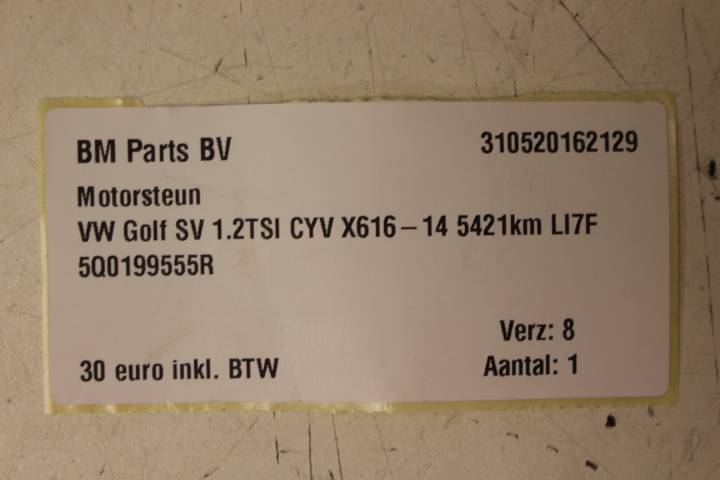 BM Parts BV 310520162129
Motorsteun
VW Golf SV 1.2TSI CYV X616-14 5421km LI7F
5Q0199555R
Verz: 8
30 euro inkl. BTW Aantal: 1